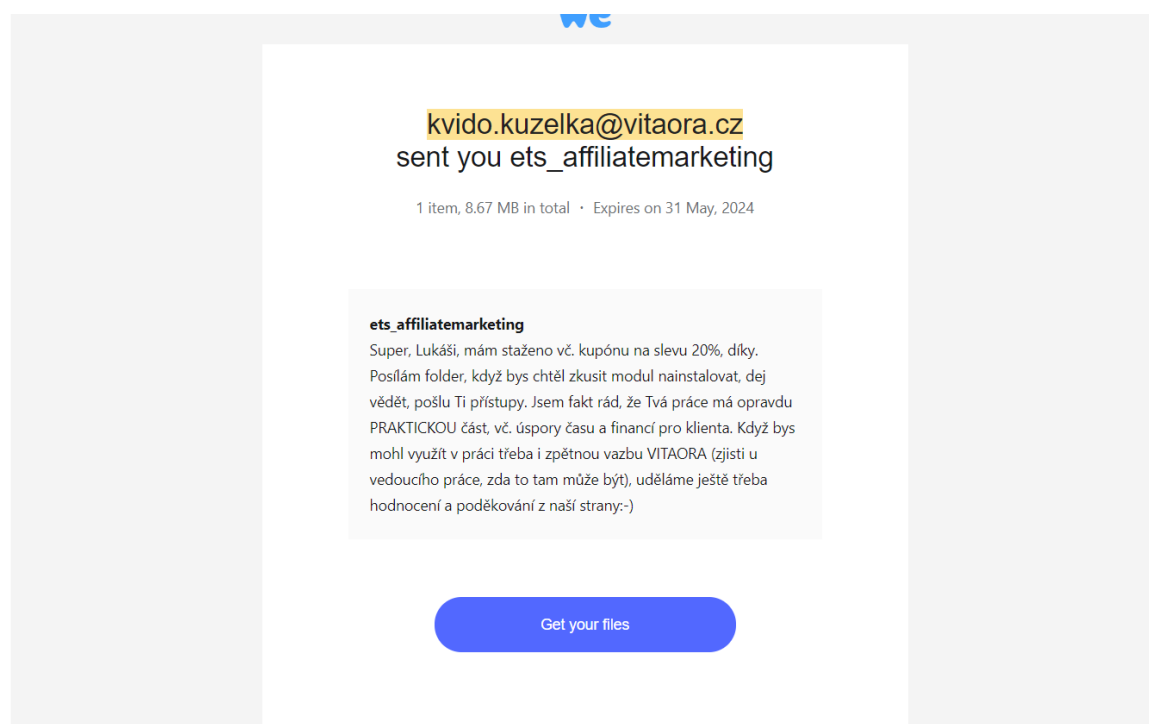 we
kvido.kuzelka@vitaora.cz
sent you ets_affiliatemarketing
1 item, 8.67 MB in total ・ Expires on 31 May, 2024
ets_affiliatemarketing
Super, Lukáši, mám staženo vč. kupónu na slevu 20%, díky.
Posílám folder, když bys chtěl zkusit modul nainstalovat, dej
vědět, pošlu Ti přístupy. Jsem fakt rád, že Tvá práce má opravdu
PRAKTICKOU část, vč. úspory času a financí pro klienta. Když bys
mohl využít v práci třeba i zpětnou vazbu VITAORA (zjisti u
vedoucího práce, zda to tam může být), uděláme ještě třeba
hodnocení a poděkování z naší strany:-)
Get your files